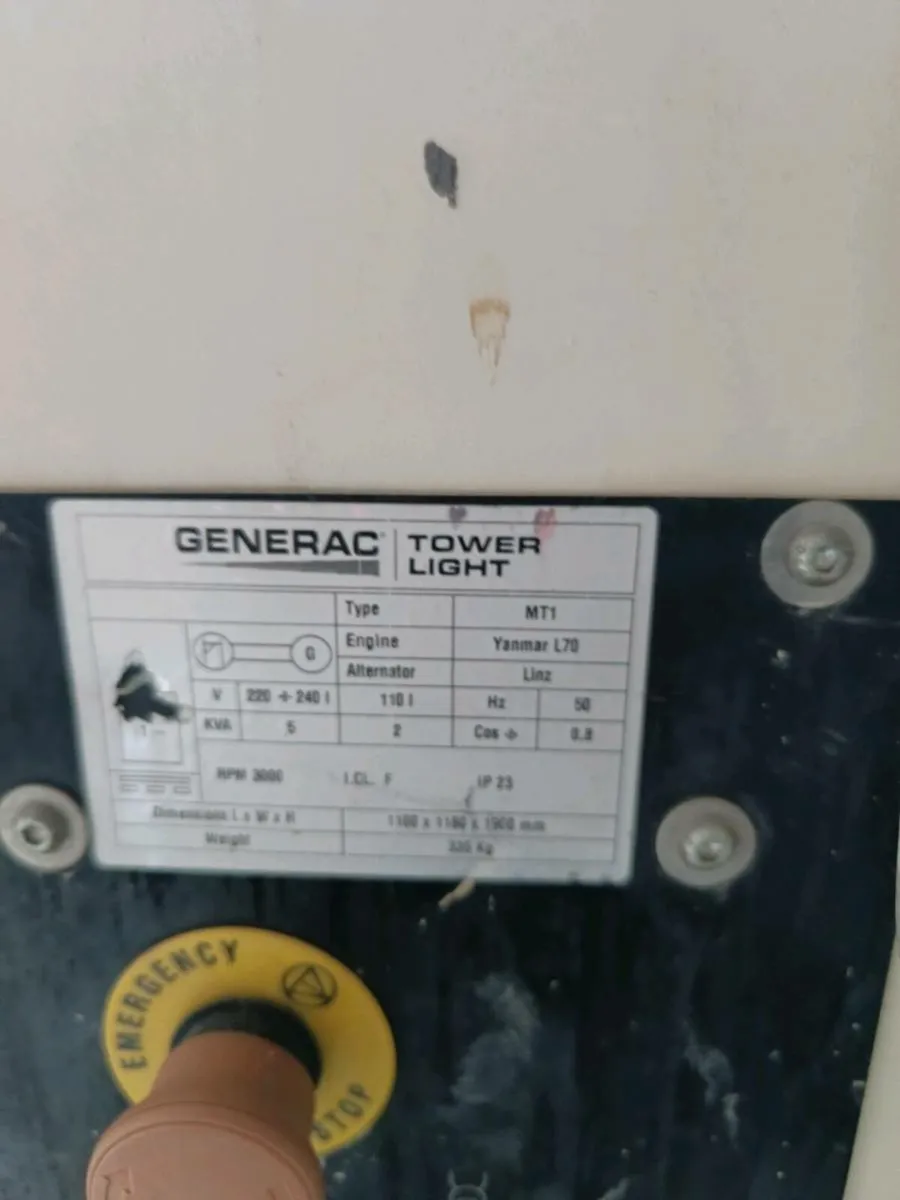 GENERAC TOWER LIGHT
Type MT1
Engine Yanmar L70
G
Alternator Linz
V 220 ÷ 240 I 110 I Hz 50
KVA 5 2 Cos ϕ 0.8
RPM 3000 I.CL. F IP 23
Dimensions L x W x H 1100 x 1100 x 1900 mm
Weight Kg
EMERGENCY
STOP